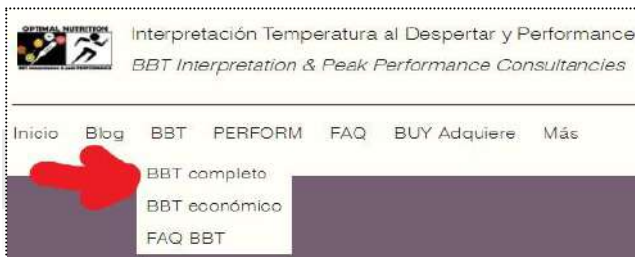 OPTIMAL NUTRITION
Interpretación Temperatura al Despertar y Performance
BBT Interpretation & Peak Performance Consultancies
Inicio Blog BBT PERFORM FAQ BUY Adquiere Más
BBT completo
BBT económico
FAQ BBT